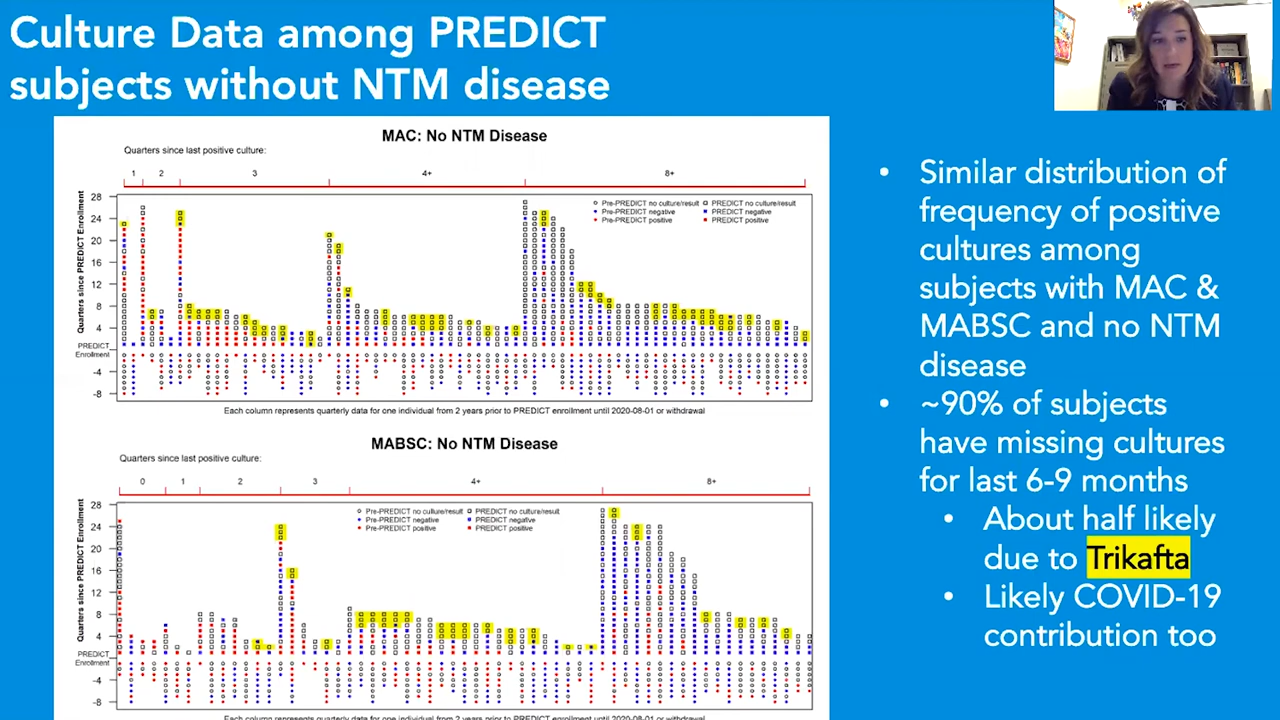 Culture Data among PREDICT
subjects without NTM disease
MAC: No NTM Disease
Quarters since last positive culture:
1 2 3 4+ 8+
Quarters since PREDICT Enrollment
28
24
20
16
12
8
4
PREDICT
Enrollment
-4
-8
Pre-PREDICT no culture/result PREDICT no culture/result
Pre-PREDICT negative PREDICT negative
Pre-PREDICT positive PREDICT positive
Each column represents quarterly data for one individual from 2 years prior to PREDICT enrollment until 2020-08-01 or withdrawal
MABSC: No NTM Disease
Quarters since last positive culture:
0 1 2 3 4+ 8+
Quarters since PREDICT Enrollment
28
24
20
16
12
8
4
PREDICT
Enrollment
-4
-8
Pre-PREDICT no culture/result PREDICT no culture/result
Pre-PREDICT negative PREDICT negative
Pre-PREDICT positive PREDICT positive
Each column represents quarterly data for one individual from 2 years prior to PREDICT enrollment until 2020-08-01 or withdrawal
• Similar distribution of
frequency of positive
cultures among
subjects with MAC &
MABSC and no NTM
disease
• ~90% of subjects
have missing cultures
for last 6-9 months
• About half likely
due to Trikafta
• Likely COVID-19
contribution too